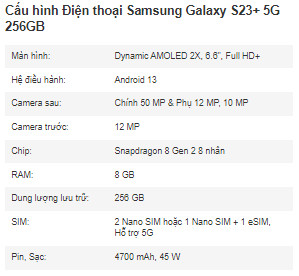 Cấu hình Điện thoại Samsung Galaxy S23+ 5G
256GB
Màn hình: Dynamic AMOLED 2X, 6.6", Full HD+
Hệ điều hành: Android 13
Camera sau: Chính 50 MP & Phụ 12 MP, 10 MP
Camera trước: 12 MP
Chip: Snapdragon 8 Gen 2 8 nhân
RAM: 8 GB
Dung lượng lưu trữ: 256 GB
SIM: 2 Nano SIM hoặc 1 Nano SIM + 1 eSIM,
Hỗ trợ 5G
Pin, Sạc: 4700 mAh, 45 W